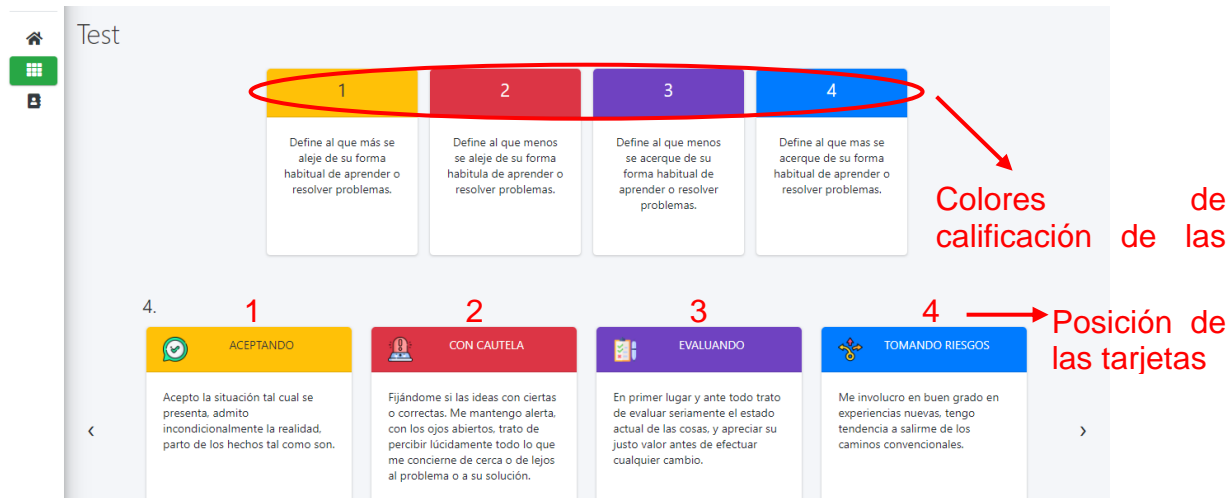 Test
1
2
3
4
Define al que más se
aleje de su forma
habitual de aprender o
resolver problemas.
Define al que menos
se aleje de su forma
habitula de aprender o
resolver problemas.
Define al que menos
se acerque de su
forma habitual de
aprender o resolver
problemas.
Define al que mas se
acerque de su forma
habitual de aprender o
resolver problemas.
Colores de
calificación de las
4.
1
2
3
4
Posición de
las tarjetas
ACEPTANDO
Acepto la situación tal cual se
presenta, admito
incondicionalmente la realidad,
parto de los hechos tal como son.
CON CAUTELA
Fijándome si las ideas con ciertas
o correctas. Me mantengo alerta,
con los ojos abiertos, trato de
percibir lúcidamente todo lo que
me concierne de cerca o de lejos
al problema o a su solución.
EVALUANDO
En primer lugar y ante todo trato
de evaluar seriamente el estado
actual de las cosas, y apreciar su
justo valor antes de efectuar
cualquier cambio.
TOMANDO RIESGOS
Me involucro en buen grado en
experiencias nuevas, tengo
tendencia a salirme de los
caminos convencionales.